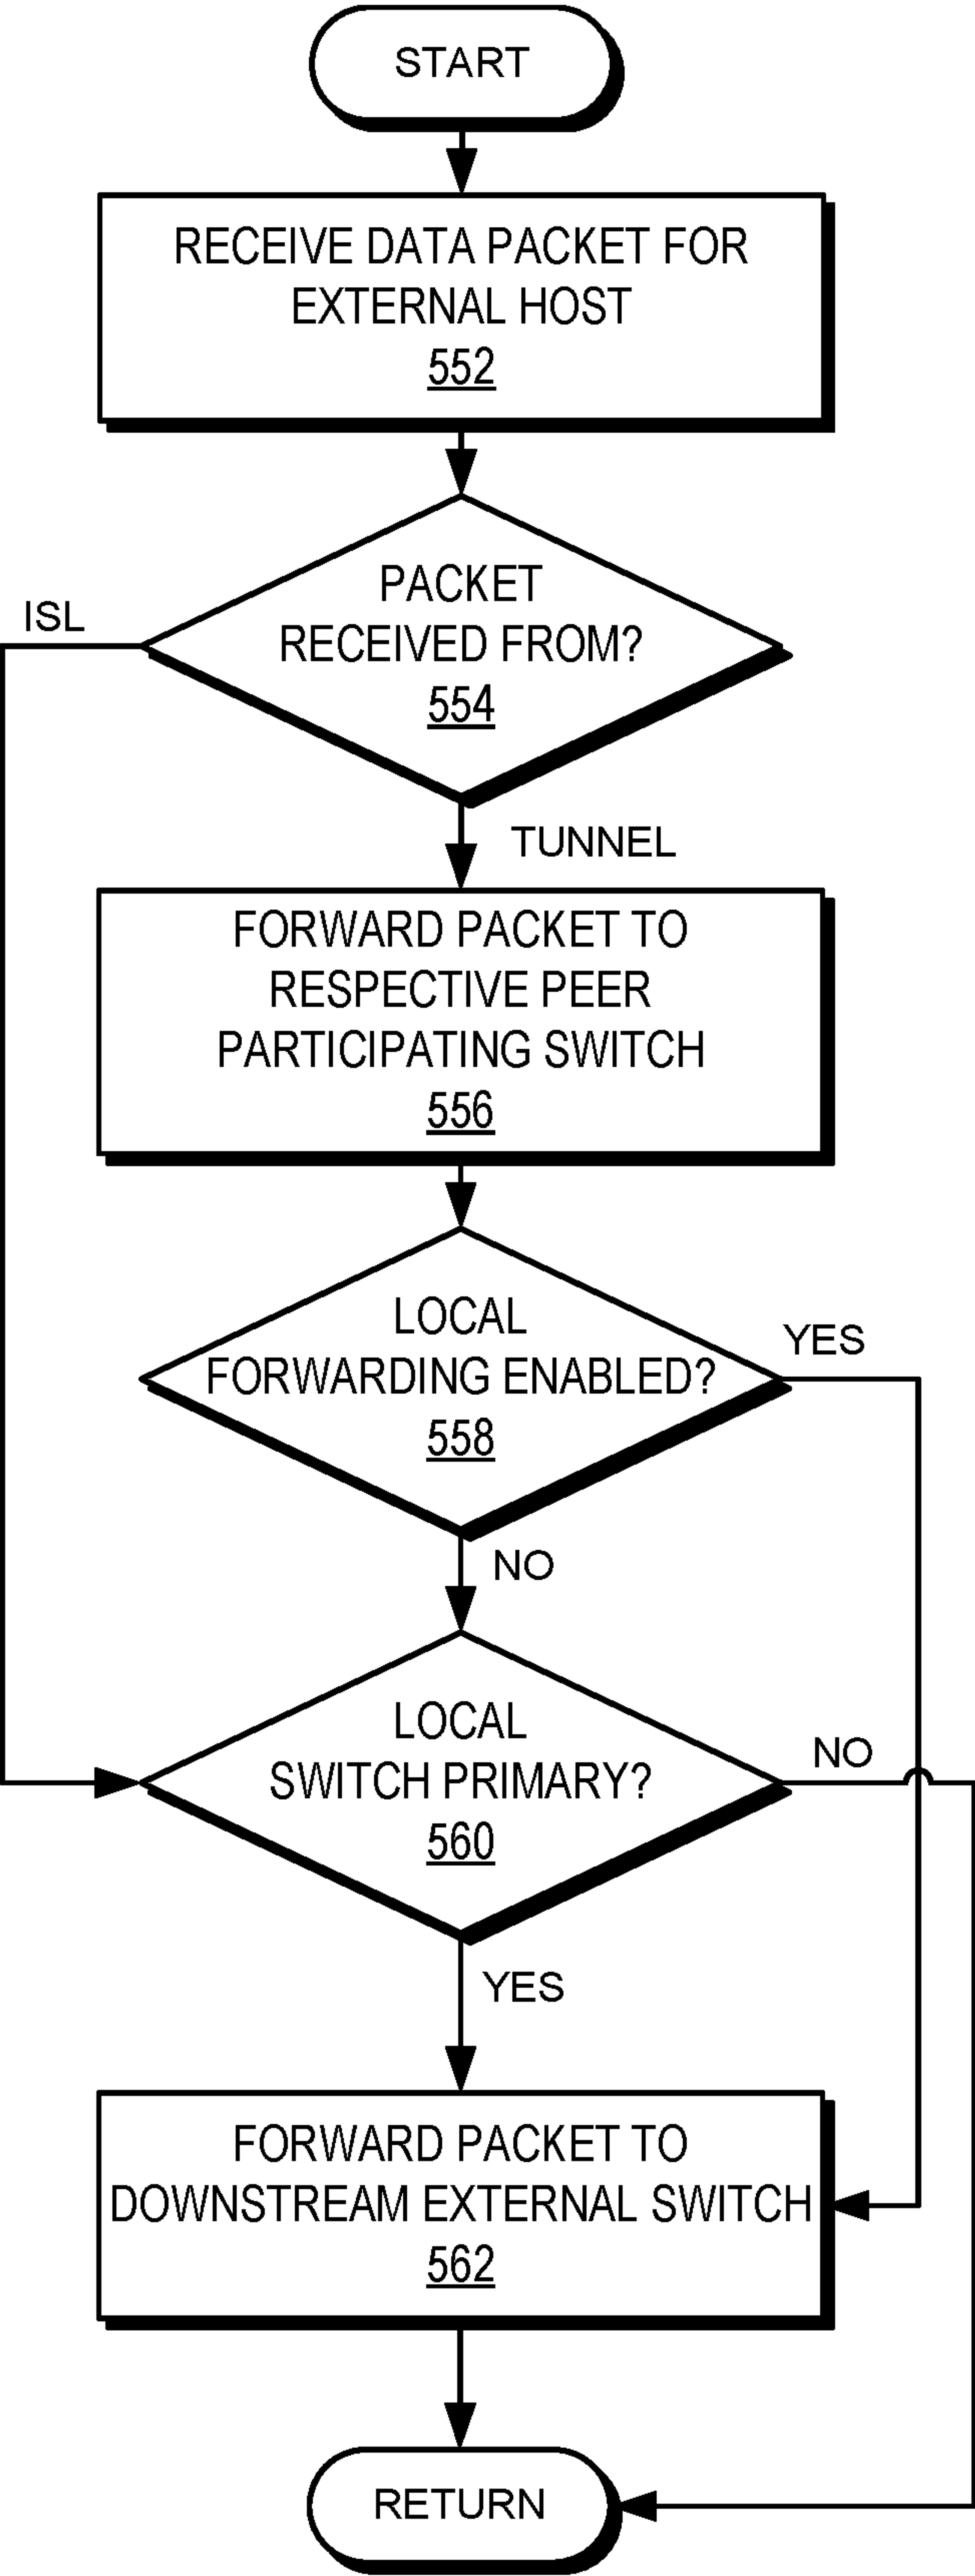 START
RECEIVE DATA PACKET FOR
EXTERNAL HOST
552
PACKET
RECEIVED FROM?
554
ISL
TUNNEL
FORWARD PACKET TO
RESPECTIVE PEER
PARTICIPATING SWITCH
556
LOCAL
FORWARDING ENABLED?
558
YES
NO
LOCAL
SWITCH PRIMARY?
560
NO
YES
FORWARD PACKET TO
DOWNSTREAM EXTERNAL SWITCH
562
RETURN